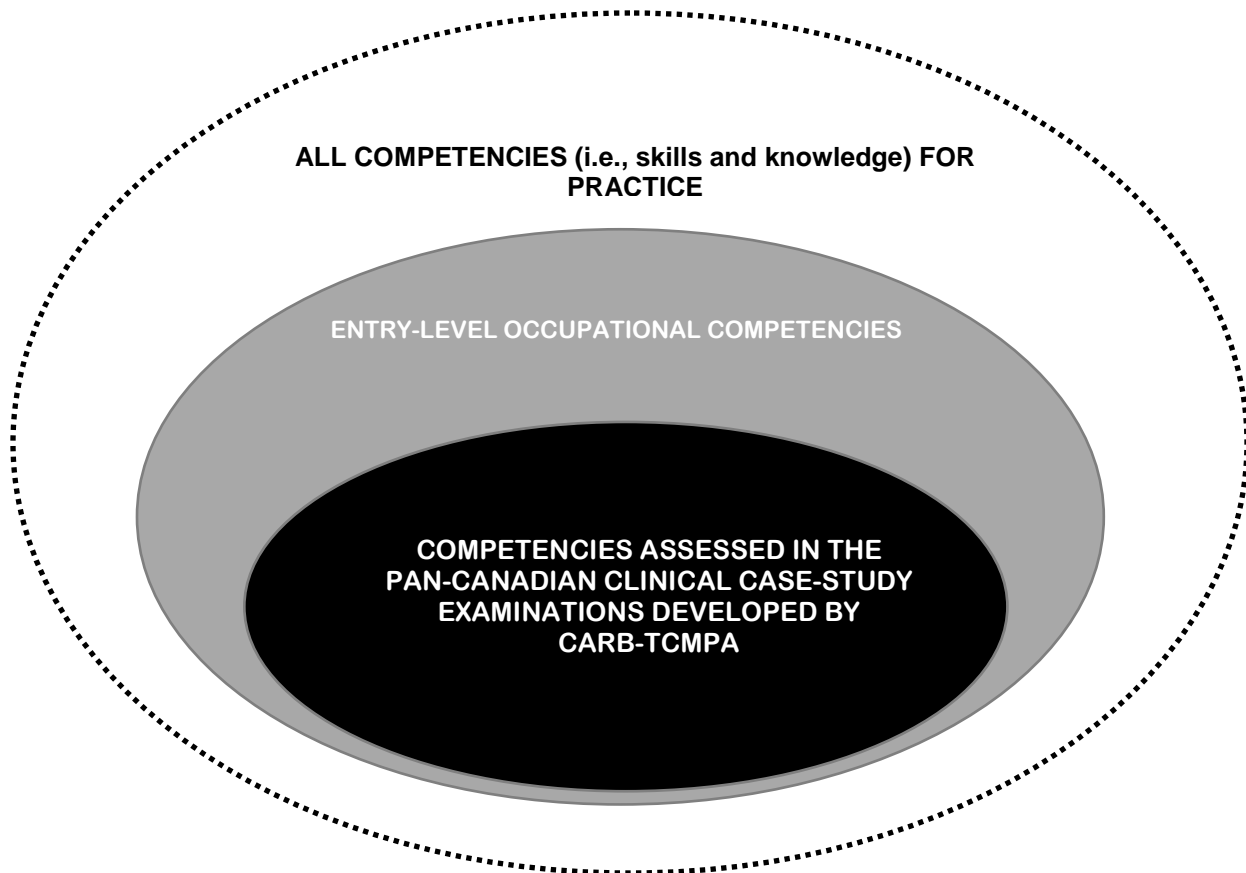 ALL COMPETENCIES (i.e., skills and knowledge) FOR
PRACTICE
ENTRY-LEVEL OCCUPATIONAL COMPETENCIES
COMPETENCIES ASSESSED IN THE
PAN-CANADIAN CLINICAL CASE-STUDY
EXAMINATIONS DEVELOPED BY
CARB-TCMPA